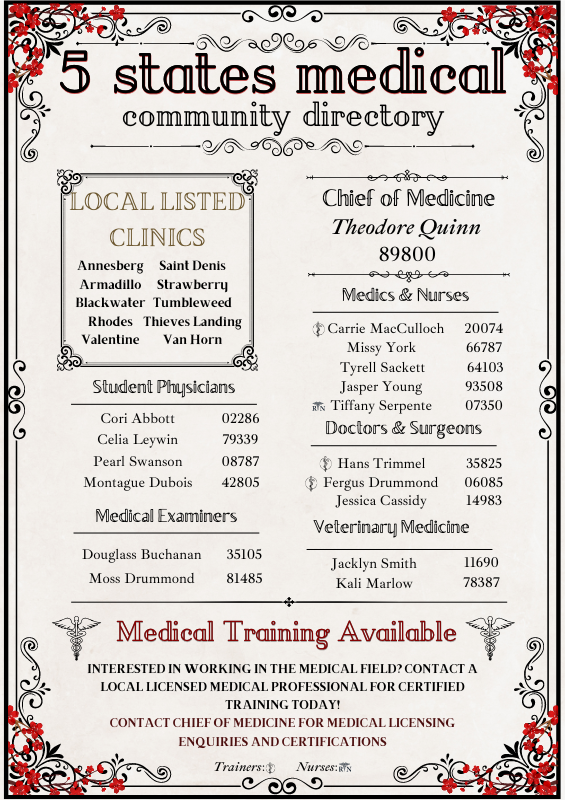 5 states medical
community directory
LOCAL LISTED
CLINICS
Annesberg Saint Denis
Armadillo Strawberry
Blackwater Tumbleweed
Rhodes Thieves Landing
Valentine Van Horn
Student Physicians
Cori Abbott 02286
Celia Leywin 79339
Pearl Swanson 08787
Montague Dubois 42805
Medical Examiners
Douglass Buchanan 35105
Moss Drummond 81485
Chief of Medicine
Theodore Quinn
89800
Medics & Nurses
Carrie MacCulloch 20074
Missy York 66787
Tyrell Sackett 64103
Jasper Young 93508
RN Tiffany Serpente 07350
Doctors & Surgeons
Hans Trimmel 35825
Fergus Drummond 06085
Jessica Cassidy 14983
Veterinary Medicine
Jacklyn Smith 11690
Kali Marlow 78387
Medical Training Available
INTERESTED IN WORKING IN THE MEDICAL FIELD? CONTACT A
LOCAL LICENSED MEDICAL PROFESSIONAL FOR CERTIFIED
TRAINING TODAY!
CONTACT CHIEF OF MEDICINE FOR MEDICAL LICENSING
ENQUIRIES AND CERTIFICATIONS
Trainers: Nurses: RN